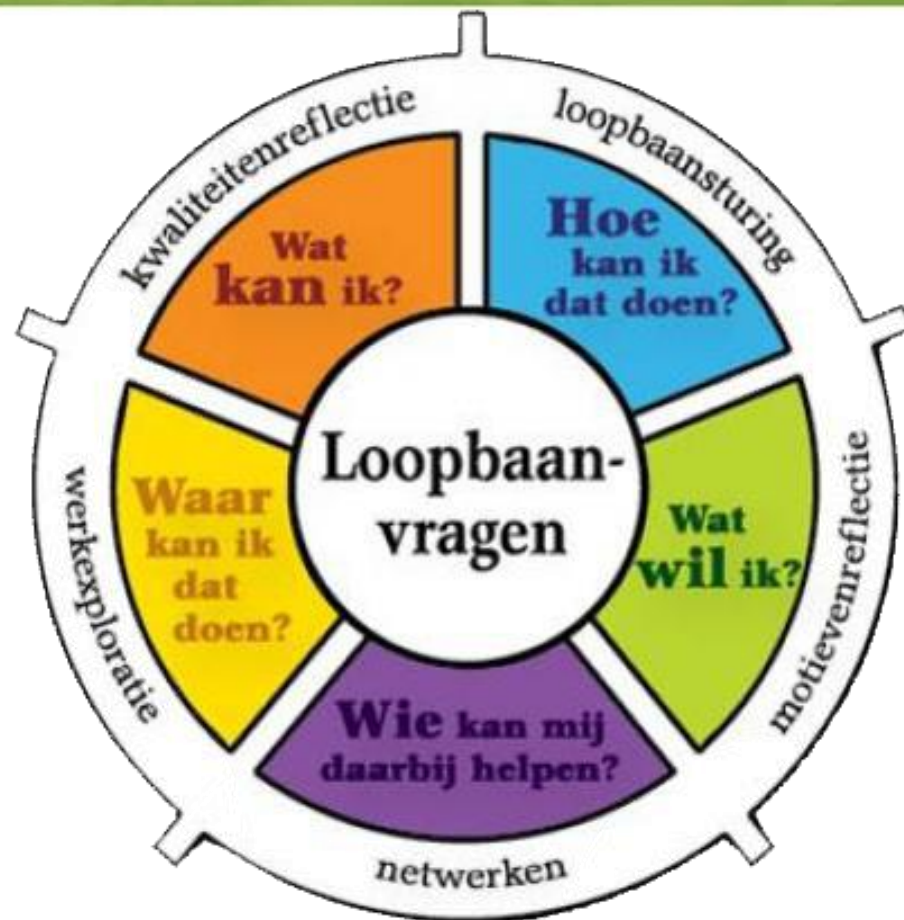 kwaliteitenreflectie
loopbaansturing
Wat
kan ik?
Hoe
kan ik
dat doen?
Loopbaan-
vragen
Waar
kan ik
dat
doen?
Wat
wil ik?
werkexploratie
motievenreflectie
Wie kan mij
daarbij helpen?
netwerken